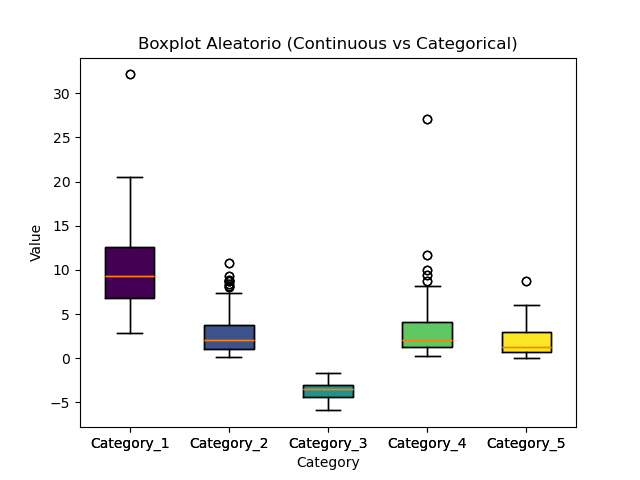 Boxplot Aleatorio (Continuous vs Categorical)
30
25
20
15
10
5
0
−5
Value
Category_1 Category_2 Category_3 Category_4 Category_5
Category